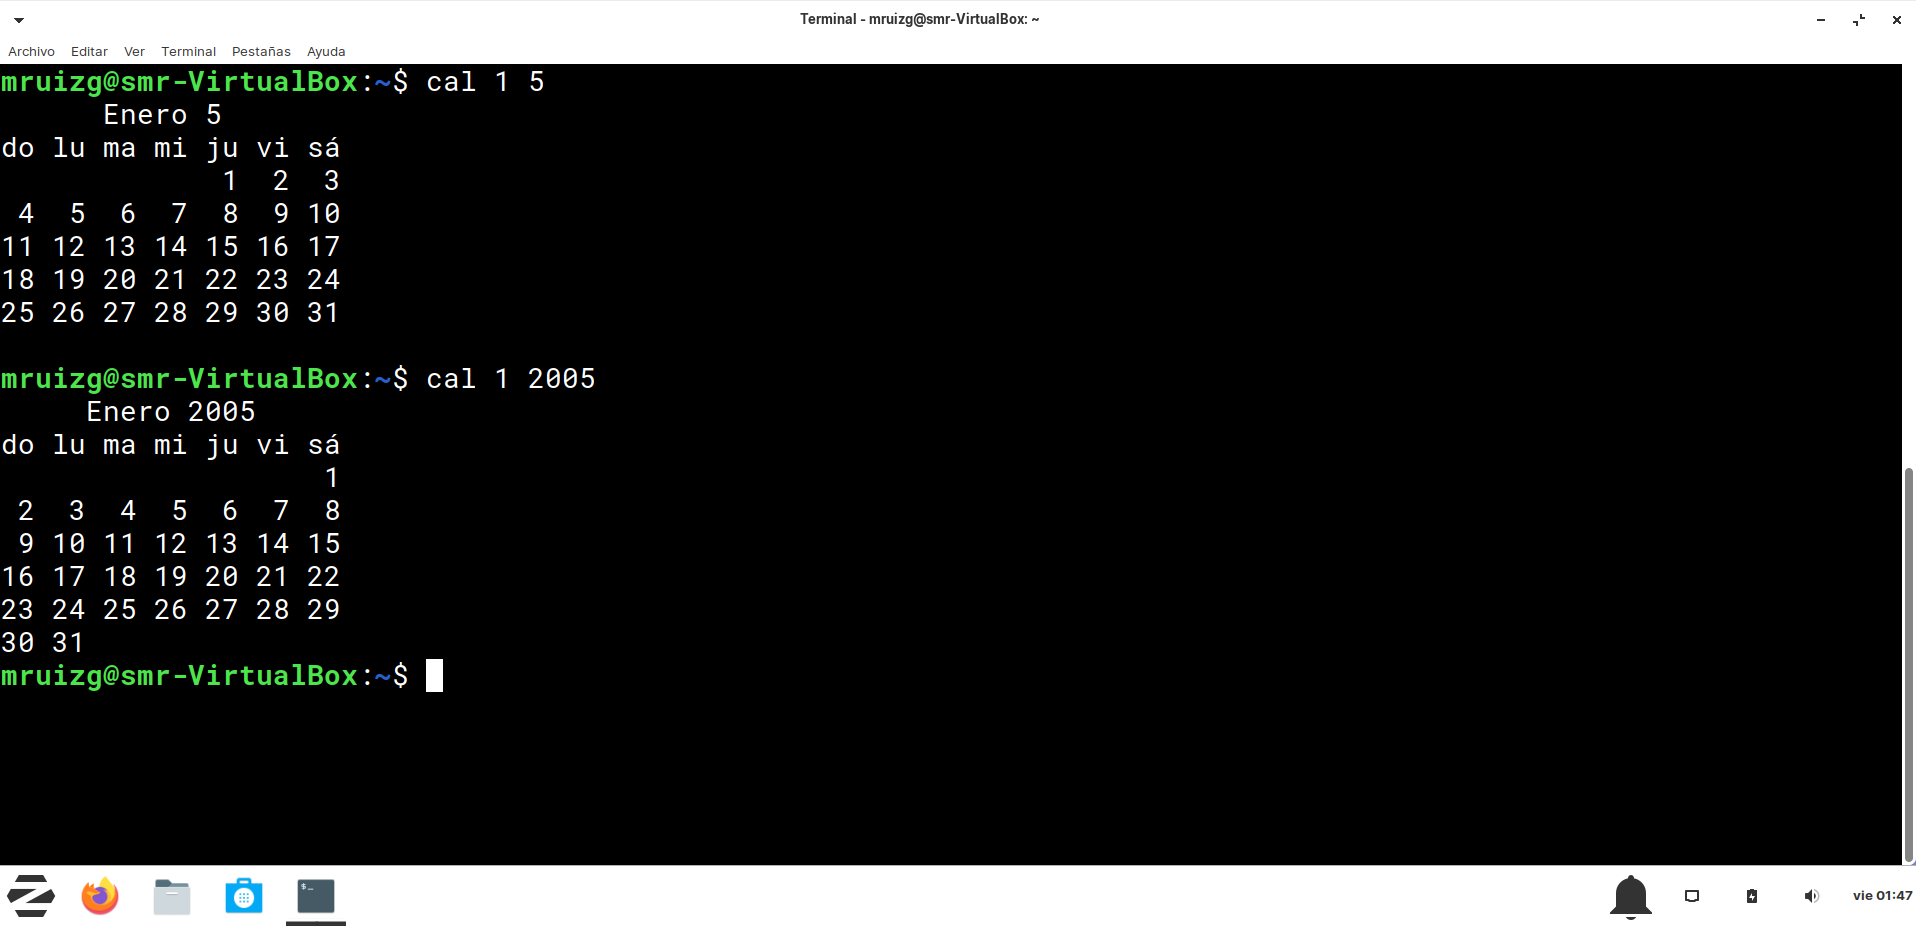 Terminal - mruizg@smr-VirtualBox: ~
Archivo Editar Ver Terminal Pestañas Ayuda
mruizg@smr-VirtualBox:~$ cal 1 5
Enero 5
do lu ma mi ju vi sá
1 2 3
4 5 6 7 8 9 10
11 12 13 14 15 16 17
18 19 20 21 22 23 24
25 26 27 28 29 30 31
mruizg@smr-VirtualBox:~$ cal 1 2005
Enero 2005
do lu ma mi ju vi sá
1
2 3 4 5 6 7 8
9 10 11 12 13 14 15
16 17 18 19 20 21 22
23 24 25 26 27 28 29
30 31
mruizg@smr-VirtualBox:~$
$_
vie 01:47